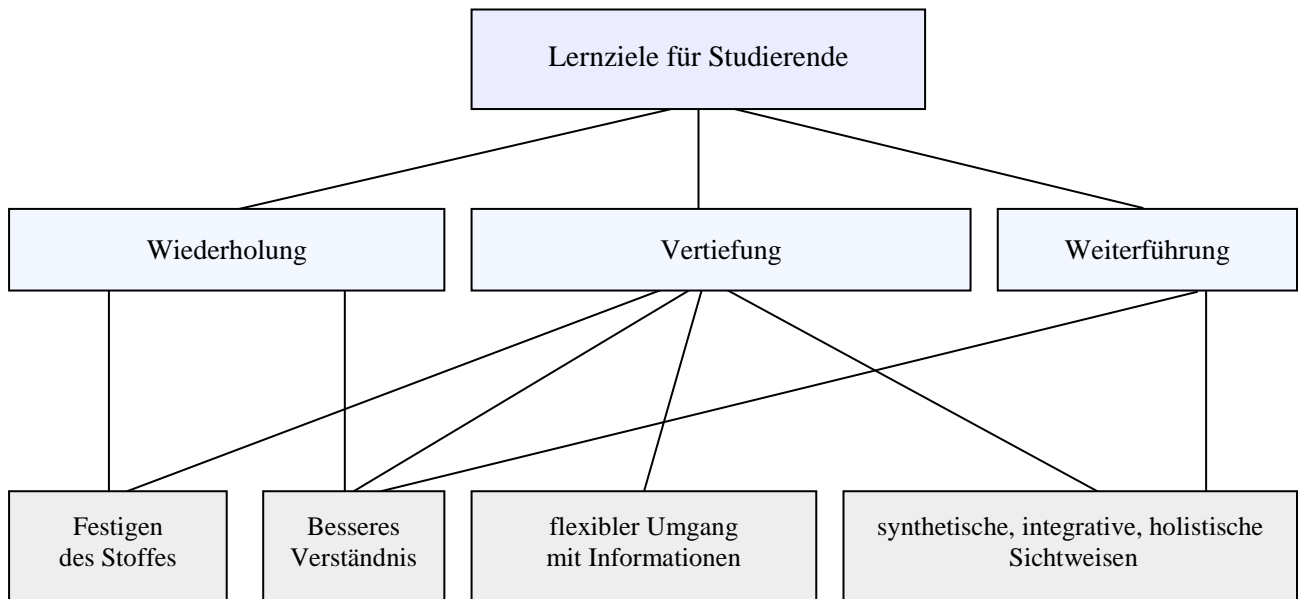 Lernziele für Studierende
Wiederholung
Vertiefung
Weiterführung
Festigen
des Stoffes
Besseres
Verständnis
flexibler Umgang
mit Informationen
synthetische, integrative, holistische
Sichtweisen